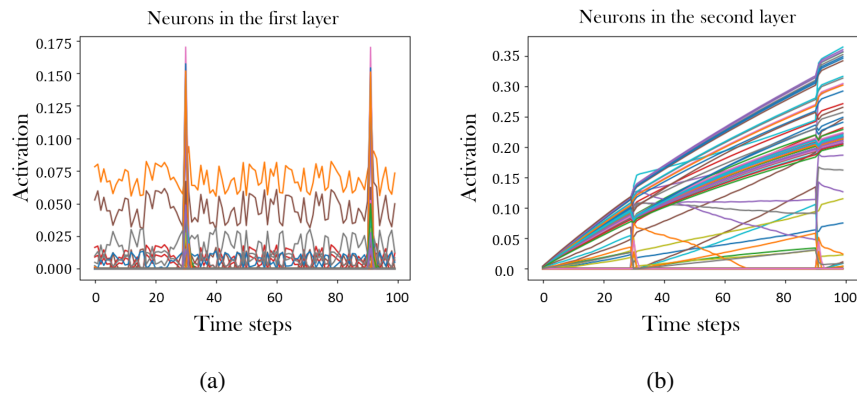 Neurons in the first layer
0.175
0.150
0.125
0.100
0.075
0.050
0.025
0.000
Activation
0 20 40 60 80 100
Time steps
(a)
Neurons in the second layer
0.35
0.30
0.25
0.20
0.15
0.10
0.05
0.0
Activation
0 20 40 60 80 100
Time steps
(b)